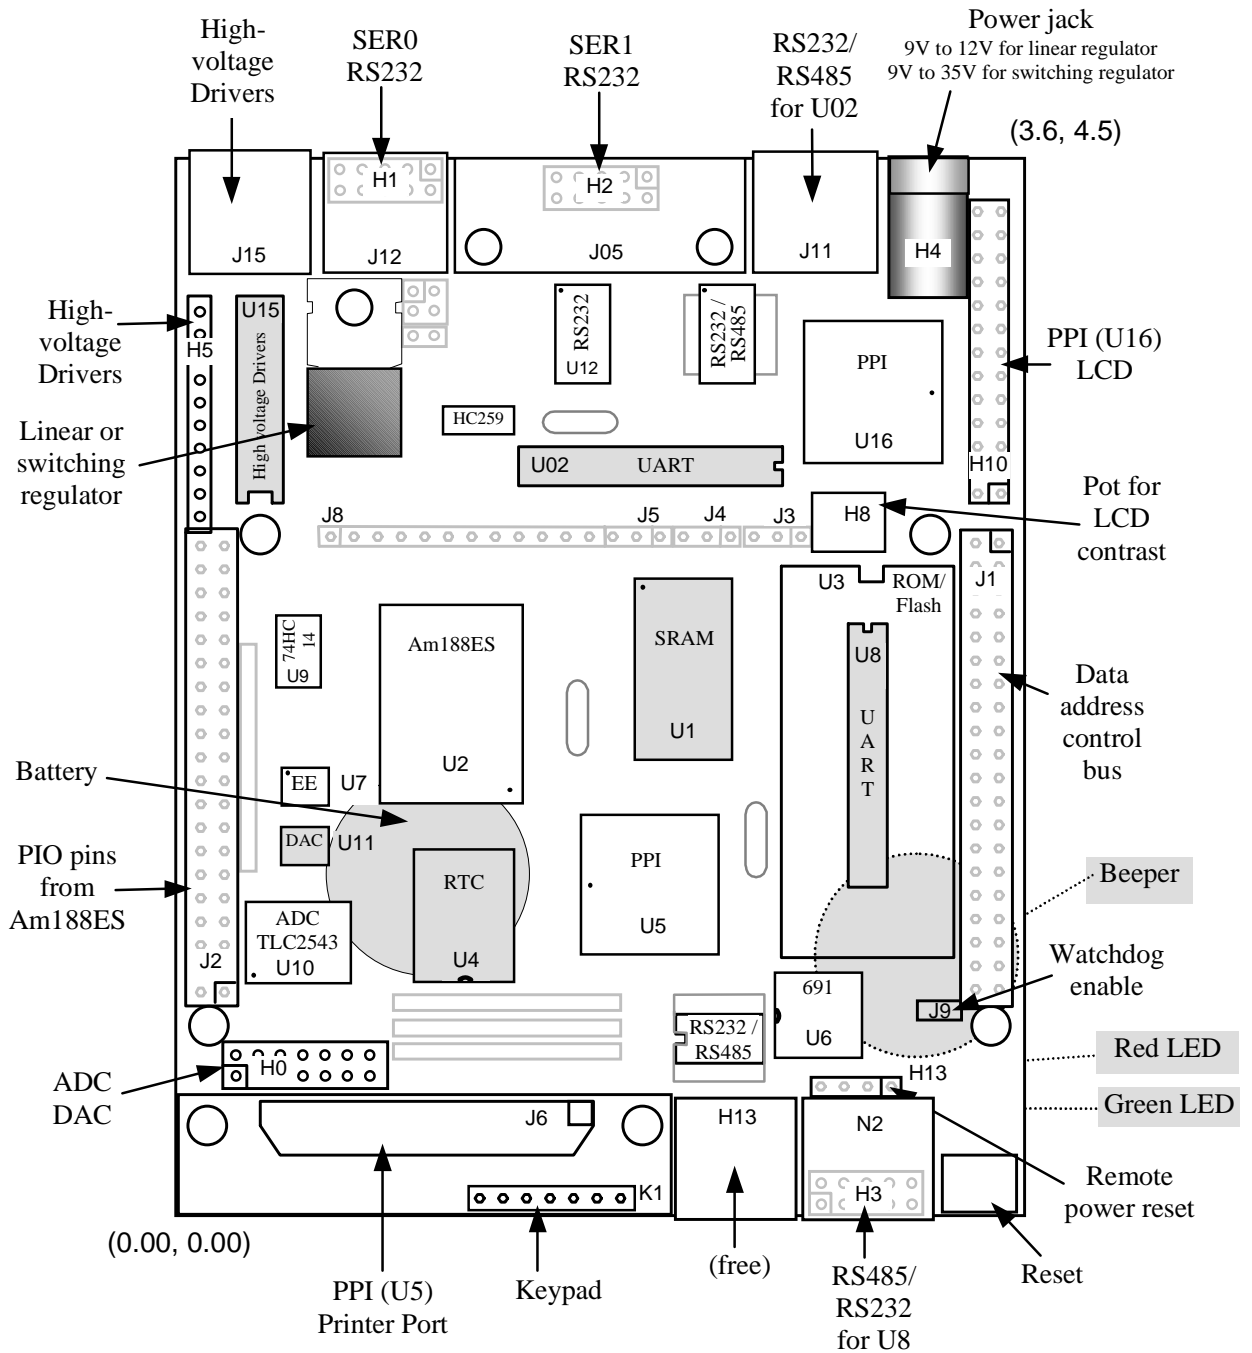 High-
voltage
Drivers
SER0
RS232
SER1
RS232
RS232/
RS485
for U02
Power jack
9V to 12V for linear regulator
9V to 35V for switching regulator
(3.6, 4.5)
H1
H2
J15
J12
J05
J11
H4
High-
voltage
Drivers
H5
U15
High voltage Drivers
RS232
U12
RS232 /
RS485
PPI
U16
PPI (U16)
LCD
HC259
Linear or
switching
regulator
U02
UART
H10
Pot for
LCD
contrast
J8
J5
J4
J3
H8
U3
ROM/
Flash
J1
74HC
14
U9
Am188ES
U2
SRAM
U1
U8
UART
Data
address
control
bus
Battery
EE
U7
DAC
U11
PIO pins
from
Am188ES
RTC
U4
PPI
U5
Beeper
ADC
TLC2543
U10
J2
691
U6
J9
Watchdog
enable
RS232 /
RS485
H0
ADC
DAC
H13
Red LED
Green LED
J6
H13
N2
K1
H3
Remote
power reset
(0.00, 0.00)
PPI (U5)
Printer Port
Keypad
(free)
RS485/
RS232
for U8
Reset